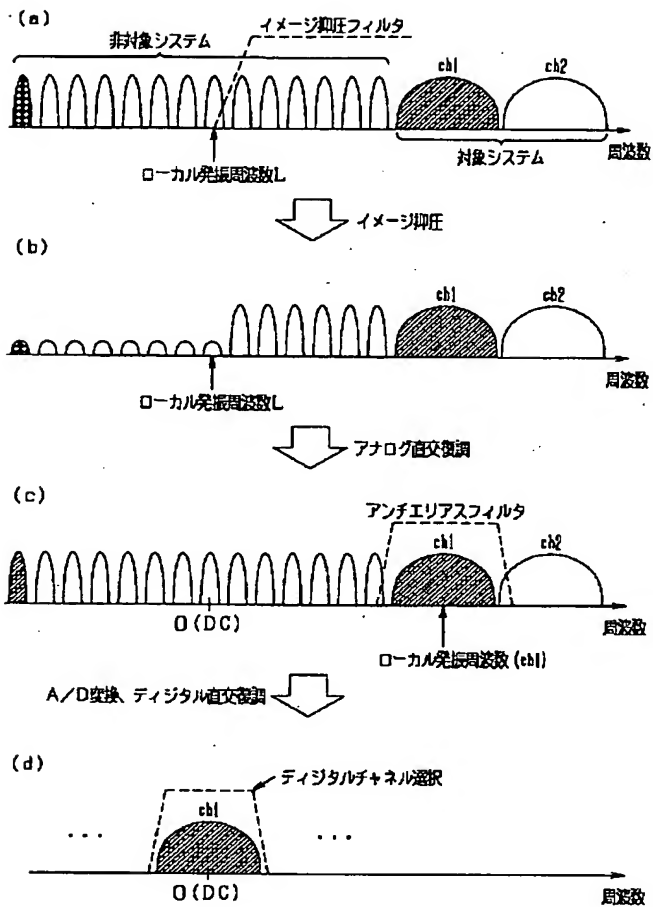 (a)
イメージ抑圧フィルタ
非対象システム
ch1
ch2
周波数
対象システム
ローカル発振周波数L
イメージ抑圧
(b)
ch1
ch2
周波数
ローカル発振周波数L
アナログ直交復調
(c)
アンチエリアスフィルタ
ch1
ch2
0(DC)
周波数
ローカル発振周波数(ch1)
A/D変換、ディジタル直交復調
(d)
ディジタルチャネル選択
ch1
... ...
0(DC)
周波数